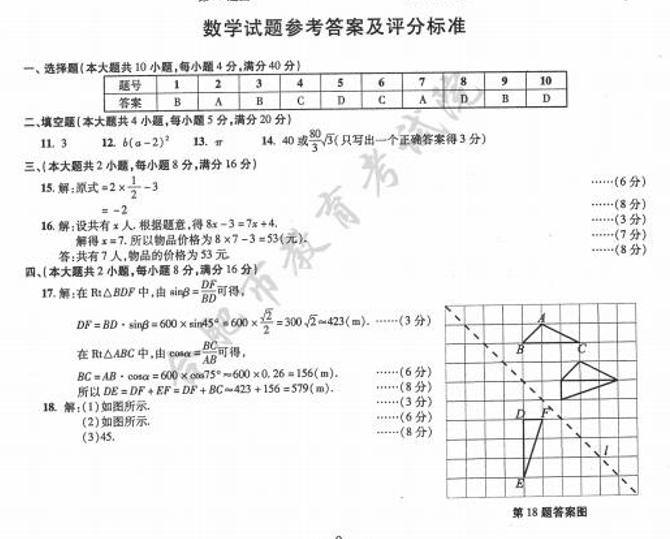 数学试题参考答案及评分标准
一、选择题(本大题共10小题,每小题4分,满分40分)
题号 1 2 3 4 5 6 7 8 9 10
答案 B A B C D C A D B D
二、填空题(本大题共4小题,每小题5分,满分20分)
11. 3 12. b(a-2)² 13. π 14. 40或80/3√3(只写出一个正确答案得3分)
三、(本大题共2小题,每小题8分,满分16分)
15. 解:原式=2×1/2-3 ……(6分)
=-2 ……(8分)
16. 解:设共有x人.根据题意,得8x-3=7x+4. ……(3分)
解得x=7.所以物品价格为8×7-3=53(元). ……(7分)
答:共有7人,物品的价格为53元. ……(8分)
四、(本大题共2小题,每小题8分,满分16分)
17. 解:在Rt△BDF中,由sinβ=DF/BD可得,
DF=BD·sinβ=600×sin45°=600×√2/2=300√2≈423(m). ……(3分)
在Rt△ABC中,由cosα=BC/AB可得,
BC=AB·cosα=600×cos75°≈600×0.26=156(m). ……(6分)
所以DE=DF+EF=DF+BC≈423+156=579(m). ……(8分)
18. 解:(1)如图所示. ……(3分)
(2)如图所示. ……(6分)
(3)45. ……(8分)
A
B
C
D
F
E
l
第18题答案图
合肥市教育考试院